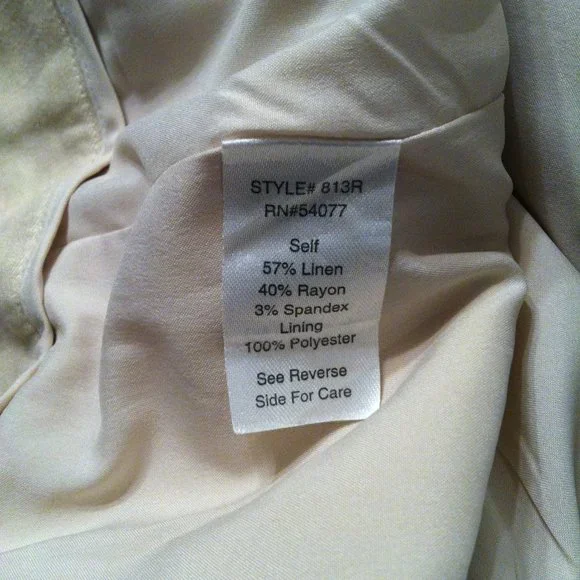 STYLE# 813R
RN#54077
Self
57% Linen
40% Rayon
3% Spandex
Lining
100% Polyester
See Reverse
Side For Care